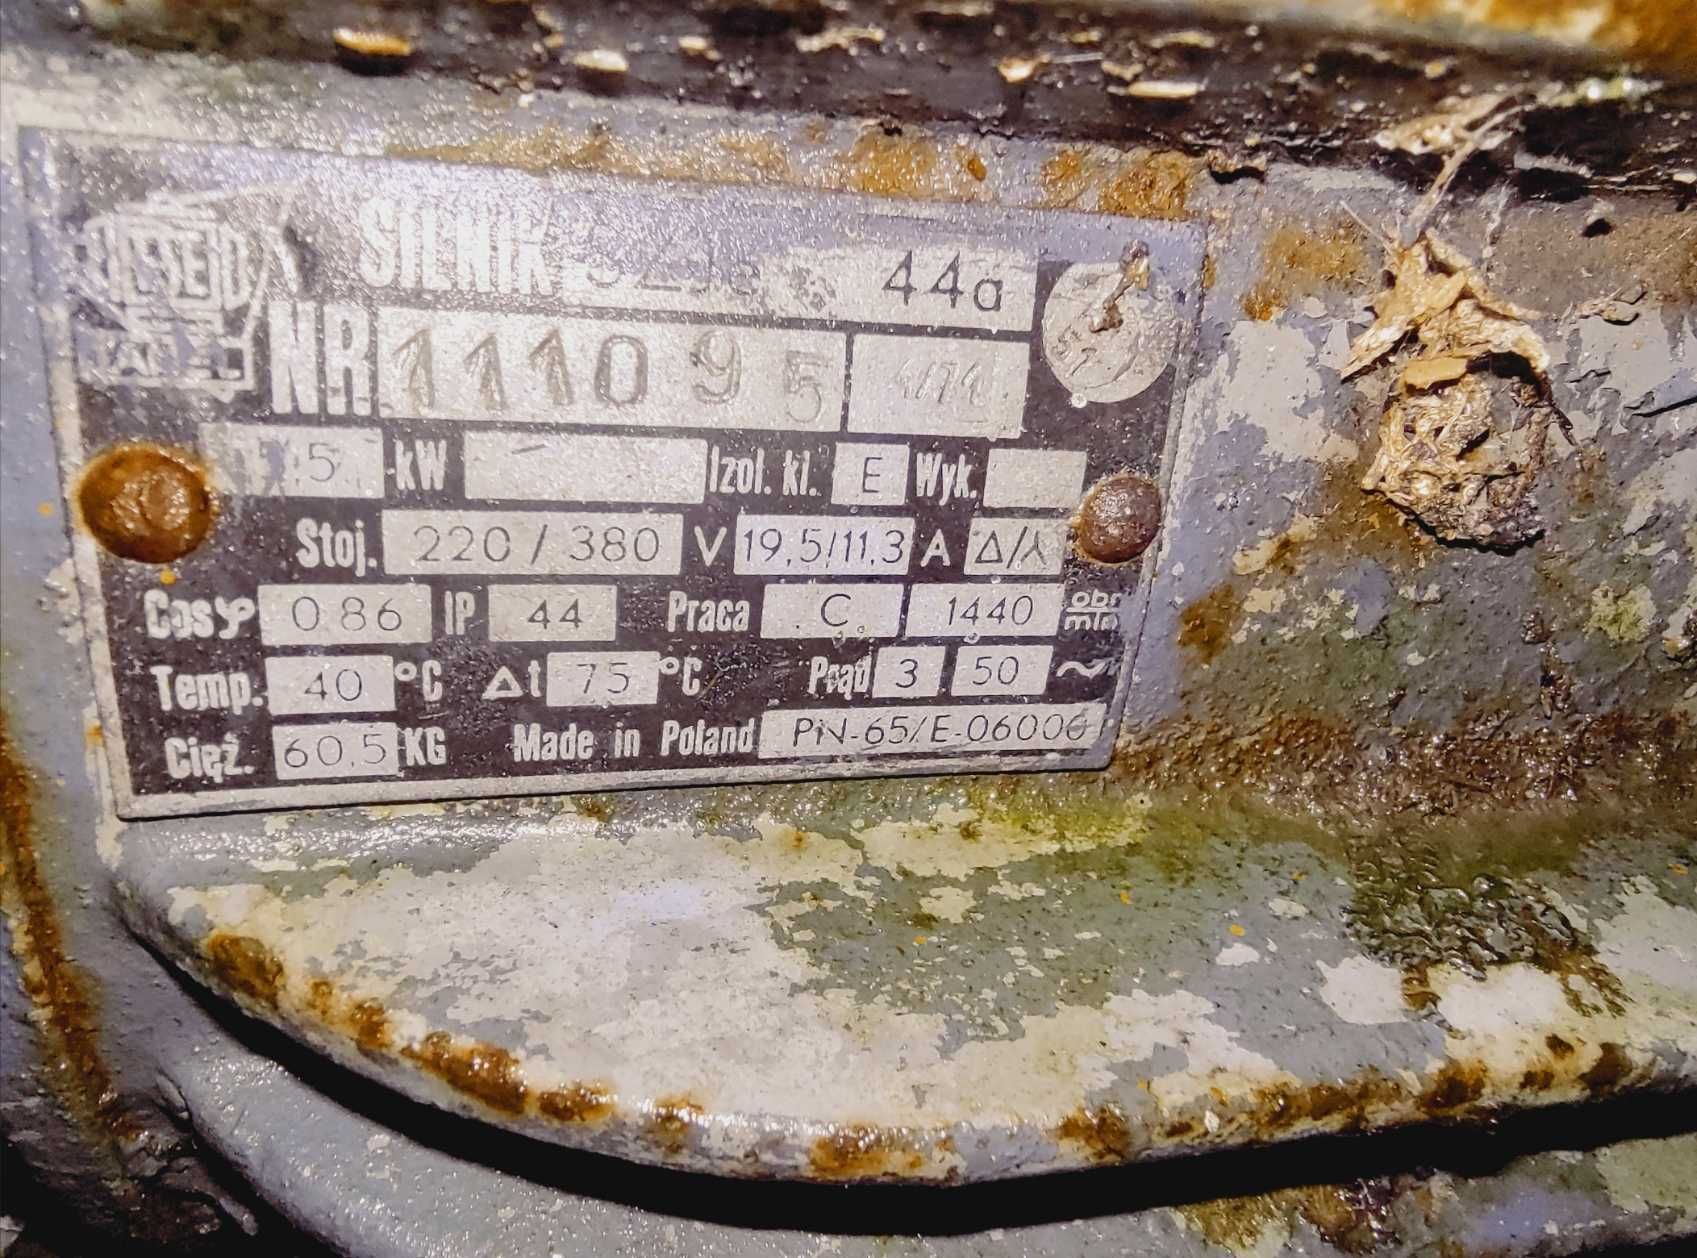 SILNIK 44a
NR 111095
5 kW Izol. kl. E Wyk.
Stoj. 220/380 V 19,5/11,3 A Δ/⅄
Cosφ 0.86 IP 44 Praca C 1440 obr/min
Temp. 40 °C Δt 75 °C Prąd 3 50 ~
Cięż. 60,5 KG Made in Poland PN-65/E-06000